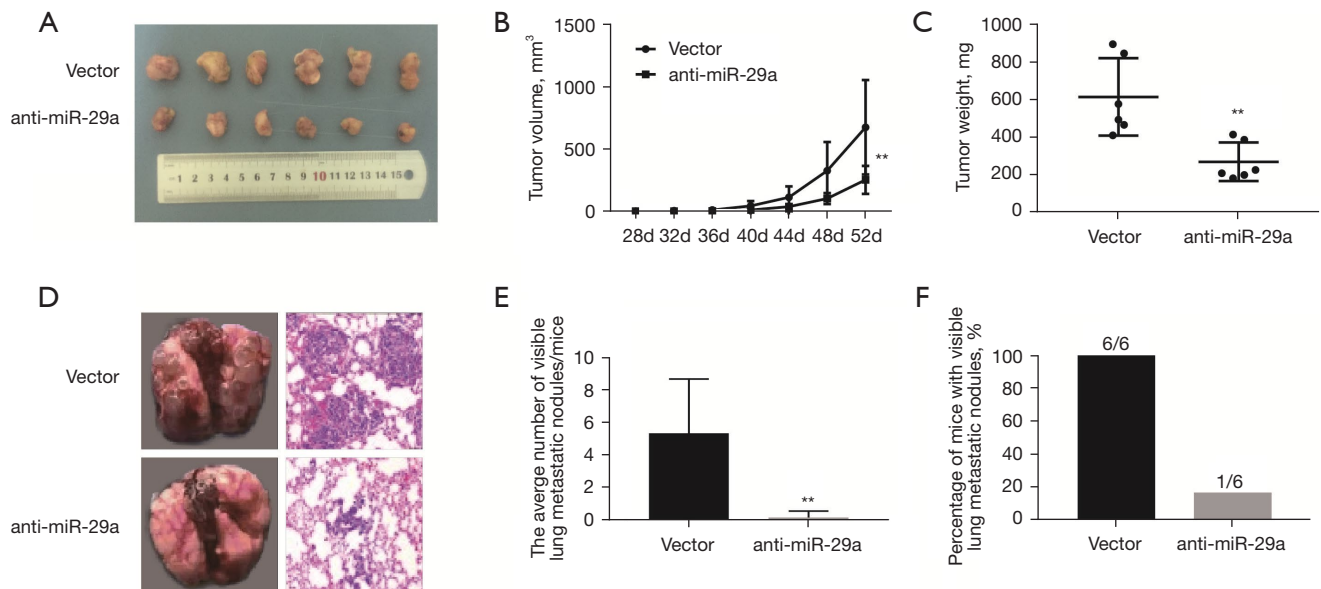 A
Vector
anti-miR-29a
1 2 3 4 5 6 7 8 9 10 11 12 13 14 15
B
Tumor volume, mm³
1500
1000
500
0
Vector
anti-miR-29a
**
28d 32d 36d 40d 44d 48d 52d
C
Tumor weight, mg
1000
800
600
400
200
0
**
Vector anti-miR-29a
D
Vector
anti-miR-29a
E
The averge number of visible
lung metastatic nodules/mice
10
8
6
4
2
0
**
Vector anti-miR-29a
F
Percentage of mice with visible
lung metastatic nodules, %
100
80
60
40
20
0
6/6
1/6
Vector anti-miR-29a